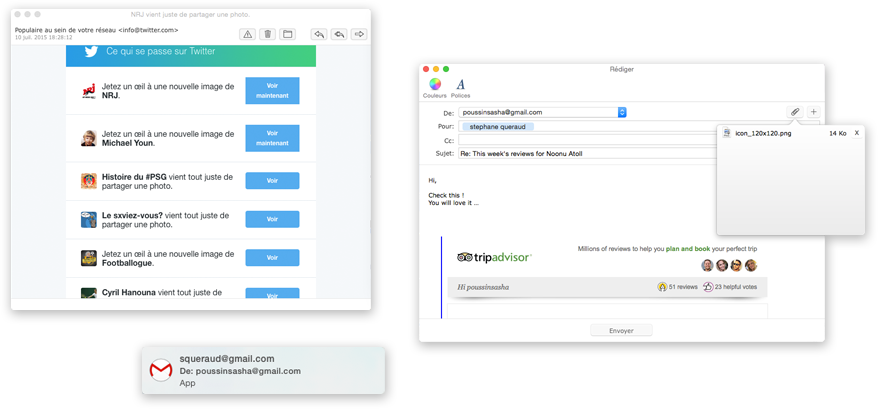 NRJ vient juste de partager une photo.
Populaire au sein de votre réseau <info@twitter.com>
10 juil. 2015 18:26:12
Ce qui se passe sur Twitter
Jetez un œil à une nouvelle image de
NRJ.
Voir
maintenant
Jetez un œil à une nouvelle image de
Michael Youn.
Voir
maintenant
Histoire du #PSG vient tout juste de
partager une photo.
Voir
Le sxviez-vous? vient tout juste de
partager une photo.
Voir
Jetez un œil à une nouvelle image de
Footballogue.
Voir
Cyril Hanouna vient tout juste de
Voir
Rédiger
Couleurs Polices
De: poussinsasha@gmail.com
Pour: stephane queraud
Cc:
Sujet: Re: This week's reviews for Noonu Atoll
icon_120x120.png 14 Ko X
Hi,
Check this !
You will love it ...
tripadvisor
Millions of reviews to help you plan and book your perfect trip
Hi poussinsasha 51 reviews 23 helpful votes
Envoyer
squeraud@gmail.com
De: poussinsasha@gmail.com
App